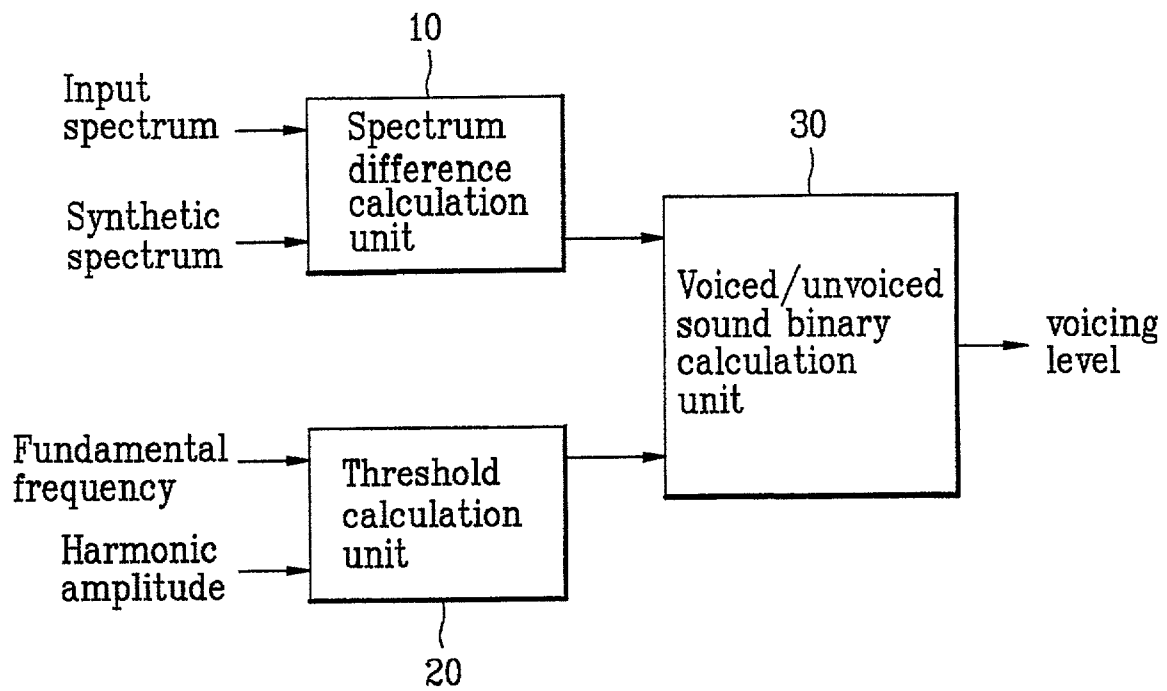 10
Input
spectrum
Spectrum
difference
calculation
unit
Synthetic
spectrum
30
Voiced/unvoiced
sound binary
calculation
unit
voicing
level
Fundamental
frequency
Threshold
calculation
unit
Harmonic
amplitude
20